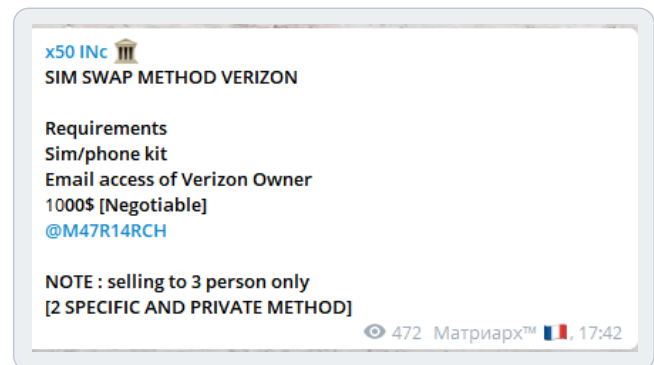 x50 INc 🏛
SIM SWAP METHOD VERIZON
Requirements
Sim/phone kit
Email access of Verizon Owner
1000$ [Negotiable]
@M47R14RCH
NOTE : selling to 3 person only
[2 SPECIFIC AND PRIVATE METHOD]
472 Матриарх™ 🇫🇷, 17:42